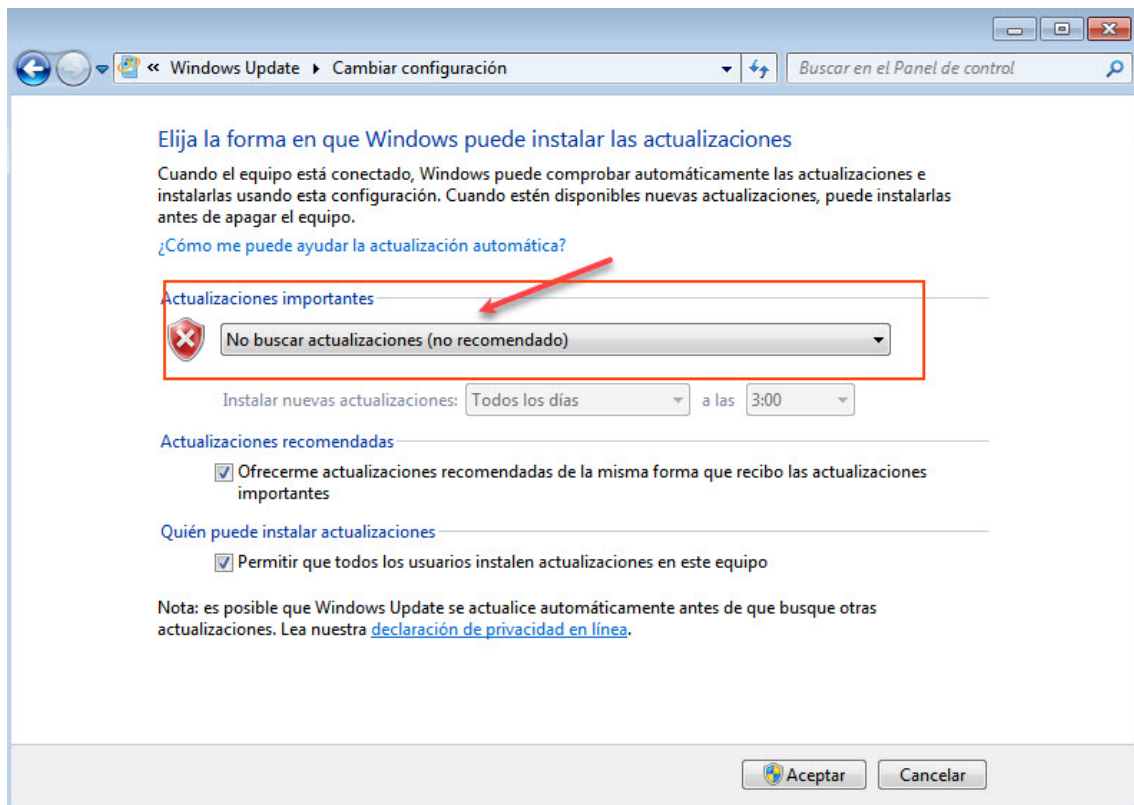 « Windows Update ▸ Cambiar configuración
Buscar en el Panel de control
Elija la forma en que Windows puede instalar las actualizaciones
Cuando el equipo está conectado, Windows puede comprobar automáticamente las actualizaciones e
instalarlas usando esta configuración. Cuando estén disponibles nuevas actualizaciones, puede instalarlas
antes de apagar el equipo.
¿Cómo me puede ayudar la actualización automática?
Actualizaciones importantes
No buscar actualizaciones (no recomendado)
Instalar nuevas actualizaciones: Todos los días a las 3:00
Actualizaciones recomendadas
Ofrecerme actualizaciones recomendadas de la misma forma que recibo las actualizaciones
importantes
Quién puede instalar actualizaciones
Permitir que todos los usuarios instalen actualizaciones en este equipo
Nota: es posible que Windows Update se actualice automáticamente antes de que busque otras
actualizaciones. Lea nuestra declaración de privacidad en línea.
Aceptar
Cancelar